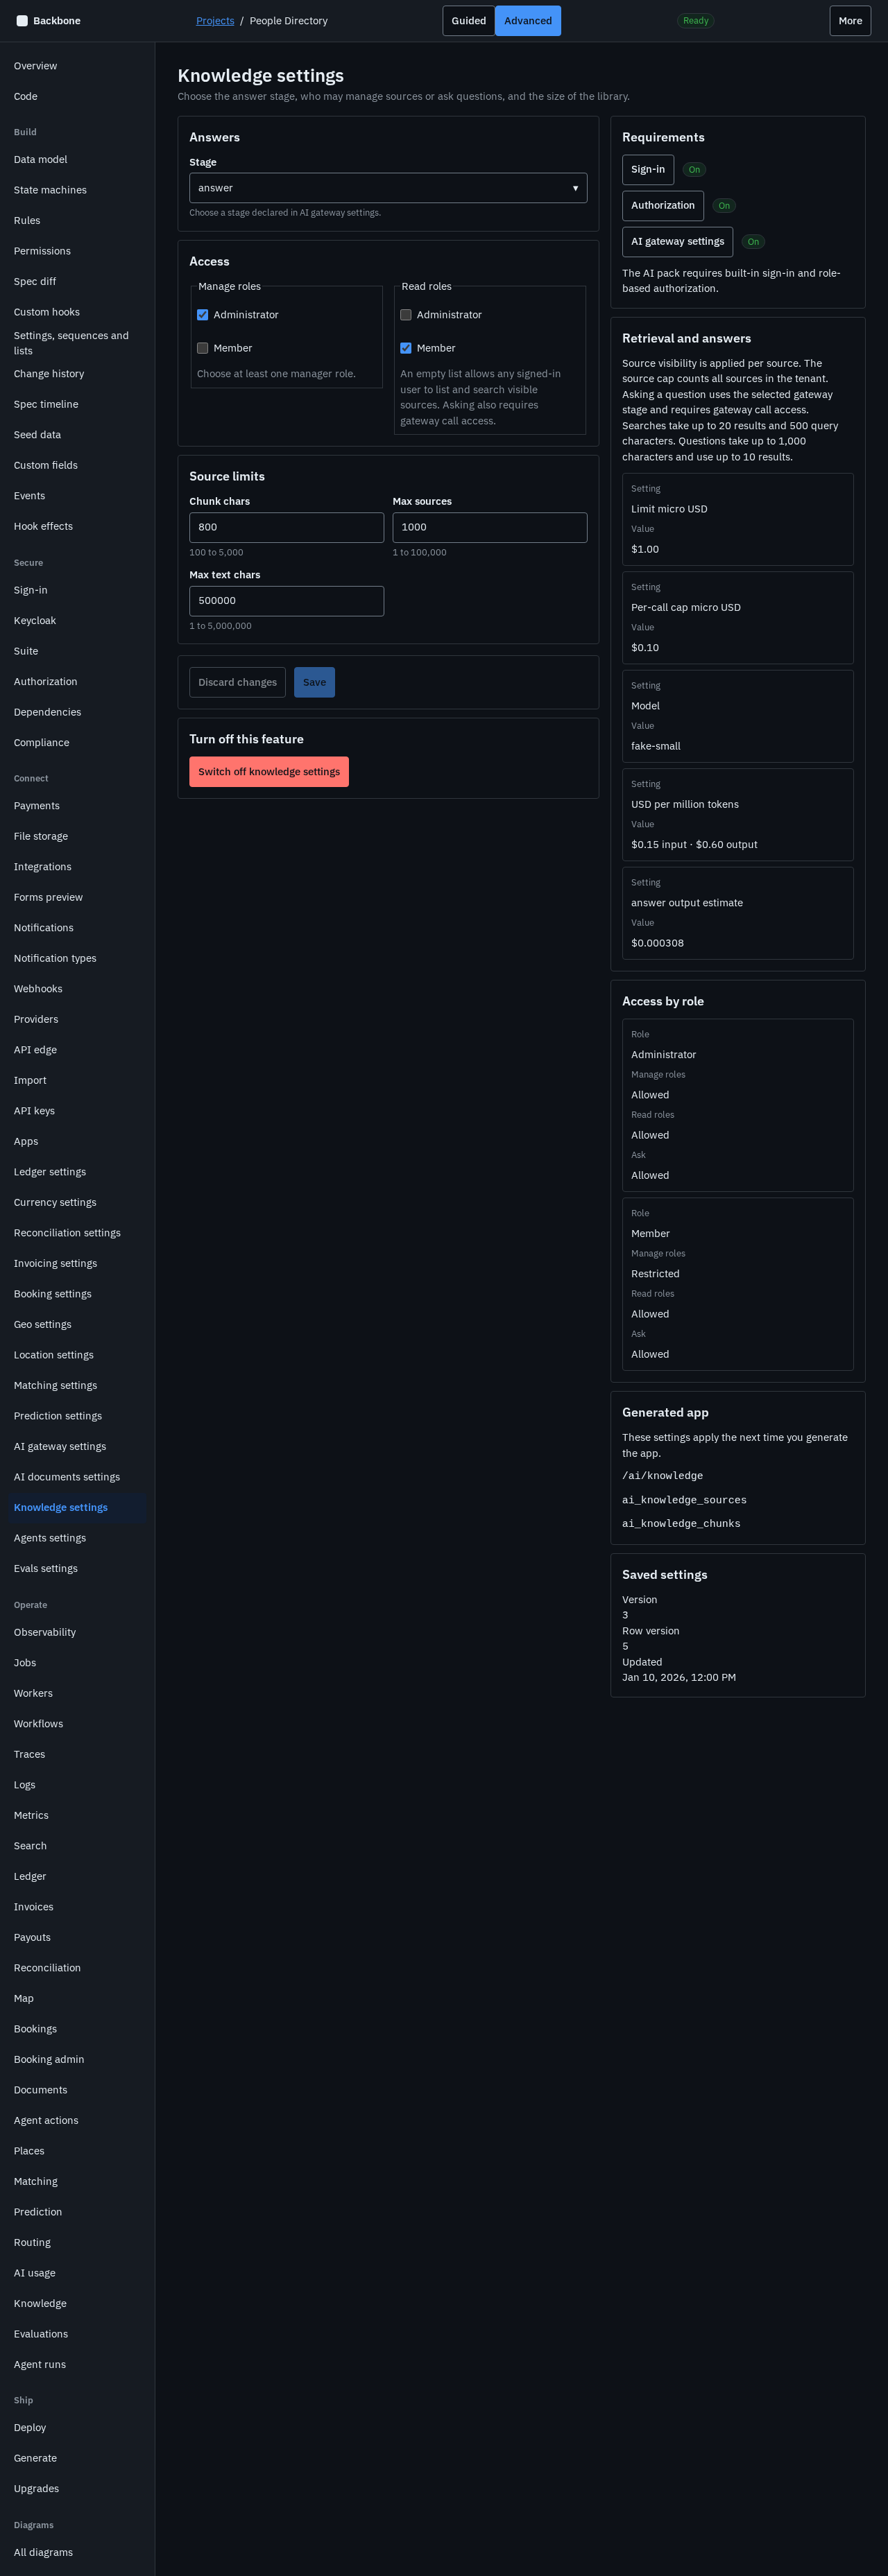 Backbone
Projects / People Directory
Guided
Advanced
Ready
More
Overview
Code
Build
Data model
State machines
Rules
Permissions
Spec diff
Custom hooks
Settings, sequences and
lists
Change history
Spec timeline
Seed data
Custom fields
Events
Hook effects
Secure
Sign-in
Keycloak
Suite
Authorization
Dependencies
Compliance
Connect
Payments
File storage
Integrations
Forms preview
Notifications
Notification types
Webhooks
Providers
API edge
Import
API keys
Apps
Ledger settings
Currency settings
Reconciliation settings
Invoicing settings
Booking settings
Geo settings
Location settings
Matching settings
Prediction settings
AI gateway settings
AI documents settings
Knowledge settings
Agents settings
Evals settings
Operate
Observability
Jobs
Workers
Workflows
Traces
Logs
Metrics
Search
Ledger
Invoices
Payouts
Reconciliation
Map
Bookings
Booking admin
Documents
Agent actions
Places
Matching
Prediction
Routing
AI usage
Knowledge
Evaluations
Agent runs
Ship
Deploy
Generate
Upgrades
Diagrams
All diagrams
Knowledge settings
Choose the answer stage, who may manage sources or ask questions, and the size of the library.
Answers
Stage
answer
Choose a stage declared in AI gateway settings.
Access
Manage roles
Administrator
Member
Choose at least one manager role.
Read roles
Administrator
Member
An empty list allows any signed-in
user to list and search visible
sources. Asking also requires
gateway call access.
Source limits
Chunk chars
800
100 to 5,000
Max sources
1000
1 to 100,000
Max text chars
500000
1 to 5,000,000
Discard changes
Save
Turn off this feature
Switch off knowledge settings
Requirements
Sign-in
On
Authorization
On
AI gateway settings
On
The AI pack requires built-in sign-in and role-
based authorization.
Retrieval and answers
Source visibility is applied per source. The
source cap counts all sources in the tenant.
Asking a question uses the selected gateway
stage and requires gateway call access.
Searches take up to 20 results and 500 query
characters. Questions take up to 1,000
characters and use up to 10 results.
Setting
Limit micro USD
Value
$1.00
Setting
Per-call cap micro USD
Value
$0.10
Setting
Model
Value
fake-small
Setting
USD per million tokens
Value
$0.15 input · $0.60 output
Setting
answer output estimate
Value
$0.000308
Access by role
Role
Administrator
Manage roles
Allowed
Read roles
Allowed
Ask
Allowed
Role
Member
Manage roles
Restricted
Read roles
Allowed
Ask
Allowed
Generated app
These settings apply the next time you generate
the app.
/ai/knowledge
ai_knowledge_sources
ai_knowledge_chunks
Saved settings
Version
3
Row version
5
Updated
Jan 10, 2026, 12:00 PM